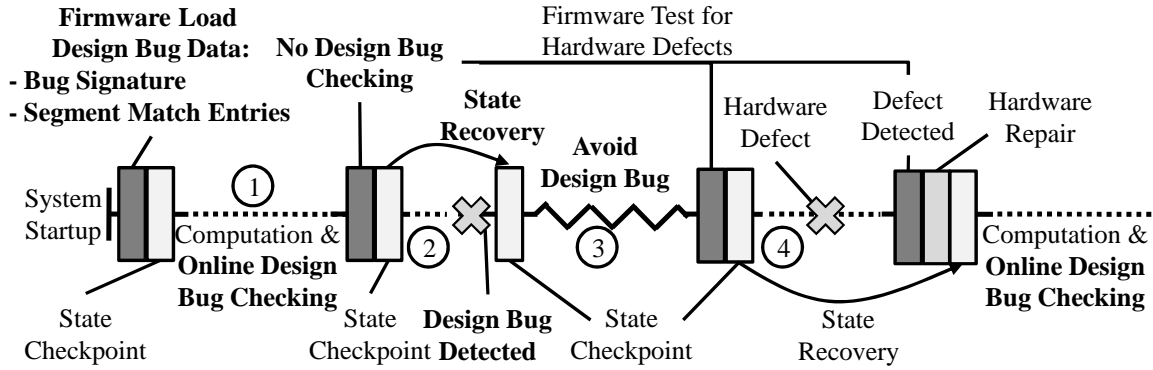 Firmware Load
Design Bug Data:
- Bug Signature
- Segment Match Entries
No Design Bug
Checking
Firmware Test for
Hardware Defects
State
Recovery
Avoid
Design Bug
Hardware
Defect
Defect
Detected
Hardware
Repair
System
Startup
1
2
3
4
Computation &
Online Design
Bug Checking
Computation &
Online Design
Bug Checking
State
Checkpoint
State
Checkpoint
Design Bug
Detected
State
Checkpoint
State
Recovery